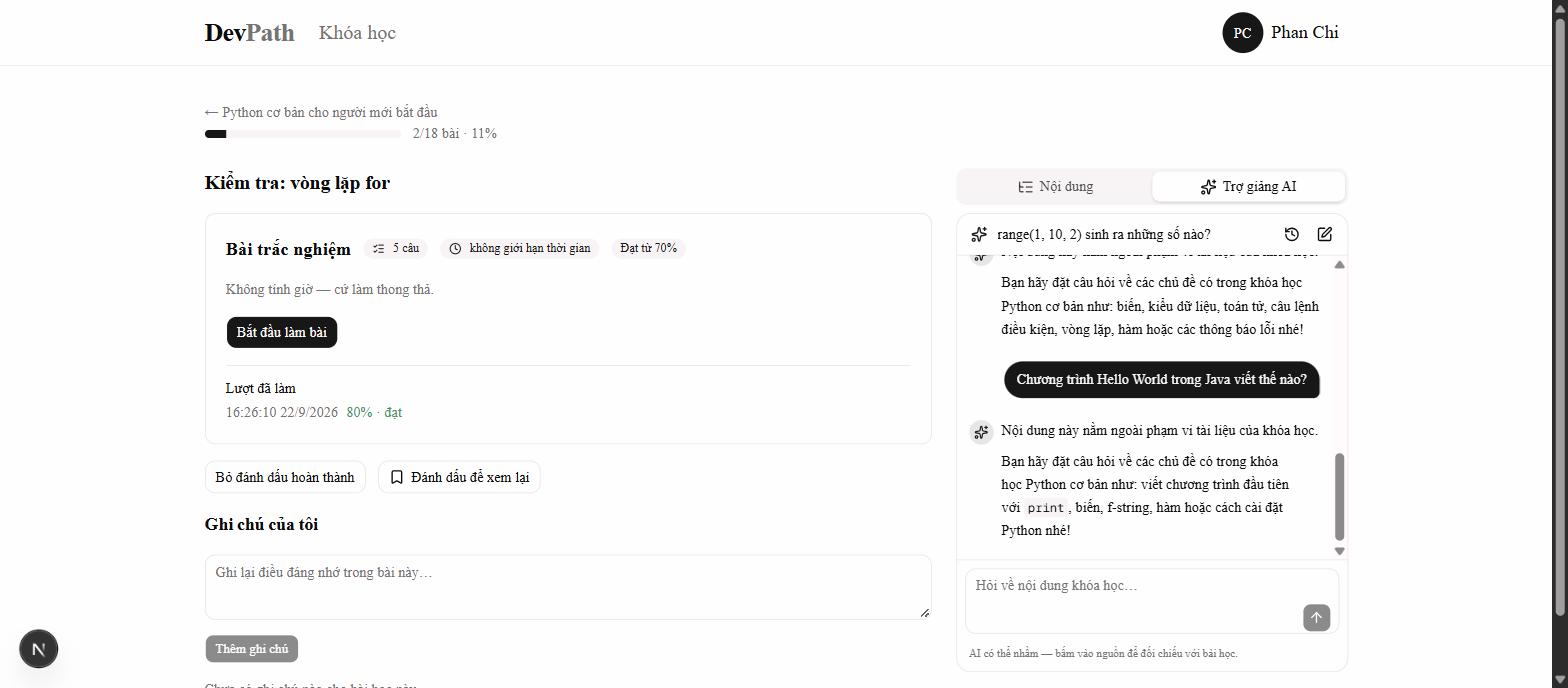 DevPath
Khóa học
PC
Phan Chi
← Python cơ bản cho người mới bắt đầu
2/18 bài · 11%
Kiểm tra: vòng lặp for
Bài trắc nghiệm
5 câu
không giới hạn thời gian
Đạt từ 70%
Không tính giờ — cứ làm thong thả.
Bắt đầu làm bài
Lượt đã làm
16:26:10 22/9/2026 80% · đạt
Bỏ đánh dấu hoàn thành
Đánh dấu để xem lại
Ghi chú của tôi
Ghi lại điều đáng nhớ trong bài này…
Thêm ghi chú
N
Nội dung
Trợ giảng AI
range(1, 10, 2) sinh ra những số nào?
Bạn hãy đặt câu hỏi về các chủ đề có trong khóa học
Python cơ bản như: biến, kiểu dữ liệu, toán tử, câu lệnh
điều kiện, vòng lặp, hàm hoặc các thông báo lỗi nhé!
Chương trình Hello World trong Java viết thế nào?
Nội dung này nằm ngoài phạm vi tài liệu của khóa học.
Bạn hãy đặt câu hỏi về các chủ đề có trong khóa
học Python cơ bản như: viết chương trình đầu tiên
với print, biến, f-string, hàm hoặc cách cài đặt
Python nhé!
Hỏi về nội dung khóa học…
AI có thể nhầm — bấm vào nguồn để đối chiếu với bài học.